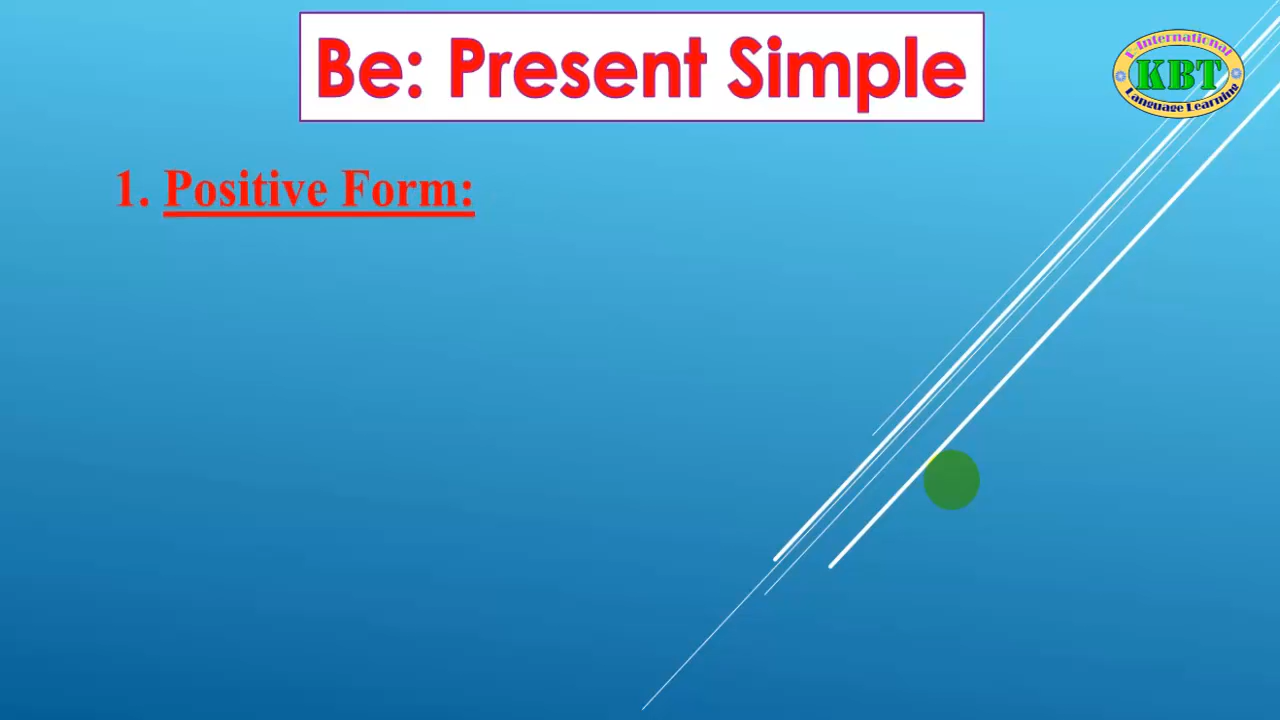 Be: Present Simple
X-International
KBT
Language Learning
1. Positive Form: